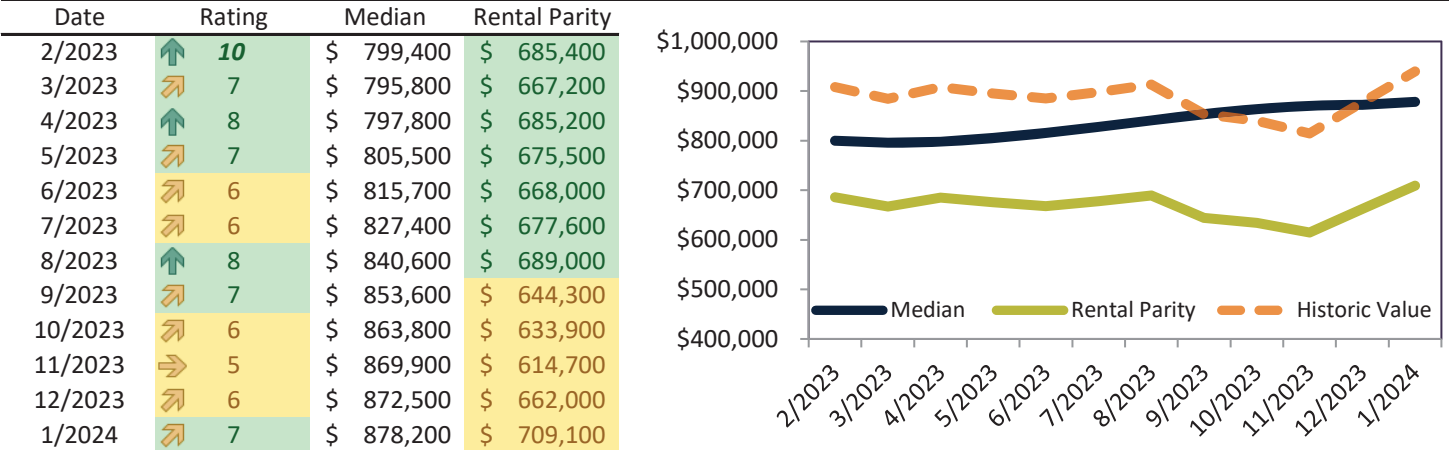 Date Rating Median Rental Parity
2/2023 10 $ 799,400 $ 685,400
3/2023 7 $ 795,800 $ 667,200
4/2023 8 $ 797,800 $ 685,200
5/2023 7 $ 805,500 $ 675,500
6/2023 6 $ 815,700 $ 668,000
7/2023 6 $ 827,400 $ 677,600
8/2023 8 $ 840,600 $ 689,000
9/2023 7 $ 853,600 $ 644,300
10/2023 6 $ 863,800 $ 633,900
11/2023 5 $ 869,900 $ 614,700
12/2023 6 $ 872,500 $ 662,000
1/2024 7 $ 878,200 $ 709,100
$1,000,000
$900,000
$800,000
$700,000
$600,000
$500,000
$400,000
Median Rental Parity Historic Value
2/2023
3/2023
4/2023
5/2023
6/2023
7/2023
8/2023
9/2023
10/2023
11/2023
12/2023
1/2024